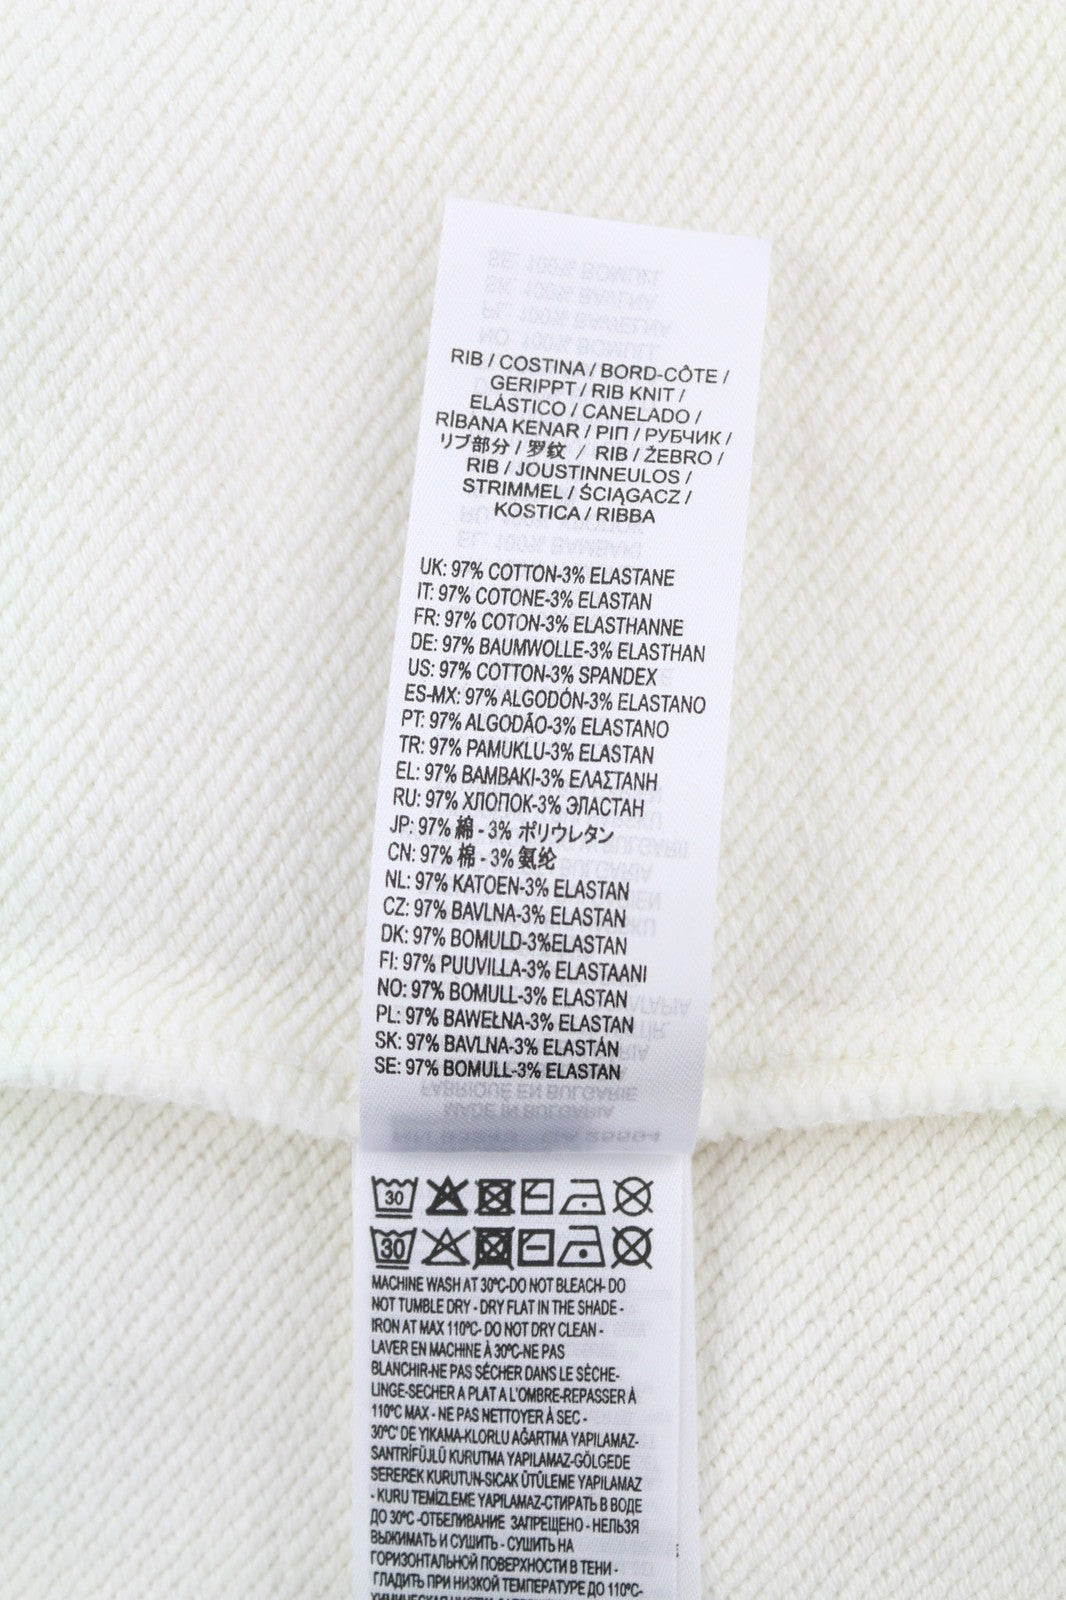 RIB / COSTINA / BORD-CÔTE /
GERIPPT / RIB KNIT /
ELÁSTICO / CANELADO /
RİBANA KENAR / ΡΙΠ / РУБЧИК /
リブ部分 / 罗纹 / RIB / ŽEBRO /
RIB / JOUSTINNEULOS /
STRIMMEL / ŚCIĄGACZ /
KOSTICA / RIBBA
UK: 97% COTTON-3% ELASTANE
IT: 97% COTONE-3% ELASTAN
FR: 97% COTON-3% ELASTHANNE
DE: 97% BAUMWOLLE-3% ELASTHAN
US: 97% COTTON-3% SPANDEX
ES-MX: 97% ALGODÓN-3% ELASTANO
PT: 97% ALGODÃO-3% ELASTANO
TR: 97% PAMUKLU-3% ELASTAN
EL: 97% BAMBAKI-3% ΕΛΑΣΤΑΝΗ
RU: 97% ХЛОПОК-3% ЭЛАСТАН
JP: 97% 綿 - 3% ポリウレタン
CN: 97% 棉 - 3% 氨纶
NL: 97% KATOEN-3% ELASTAN
CZ: 97% BAVLNA-3% ELASTAN
DK: 97% BOMULD-3%ELASTAN
FI: 97% PUUVILLA-3% ELASTAANI
NO: 97% BOMULL-3% ELASTAN
PL: 97% BAWEŁNA-3% ELASTAN
SK: 97% BAVLNA-3% ELASTÁN
SE: 97% BOMULL-3% ELASTAN
30
30
MACHINE WASH AT 30ºC-DO NOT BLEACH- DO
NOT TUMBLE DRY - DRY FLAT IN THE SHADE -
IRON AT MAX 110ºC- DO NOT DRY CLEAN -
LAVER EN MACHINE À 30ºC-NE PAS
BLANCHIR-NE PAS SÉCHER DANS LE SÈCHE-
LINGE-SECHER A PLAT A L'OMBRE-REPASSER À
110ºC MAX - NE PAS NETTOYER À SEC -
30ºC' DE YIKAMA-KLORLU AĞARTMA YAPILAMAZ-
SANTRİFÜJLÜ KURUTMA YAPILAMAZ-GÖLGEDE
SEREREK KURUTUN-SICAK ÜTÜLEME YAPILAMAZ
- KURU TEMİZLEME YAPILAMAZ-СТИРАТЬ В ВОДЕ
ДО 30ºC -ОТБЕЛИВАНИЕ ЗАПРЕЩЕНО - НЕЛЬЗЯ
ВЫЖИМАТЬ И СУШИТЬ - СУШИТЬ НА
ГОРИЗОНТАЛЬНОЙ ПОВЕРХНОСТИ В ТЕНИ -
ГЛАДИТЬ ПРИ НИЗКОЙ ТЕМПЕРАТУРЕ ДО 110ºC-